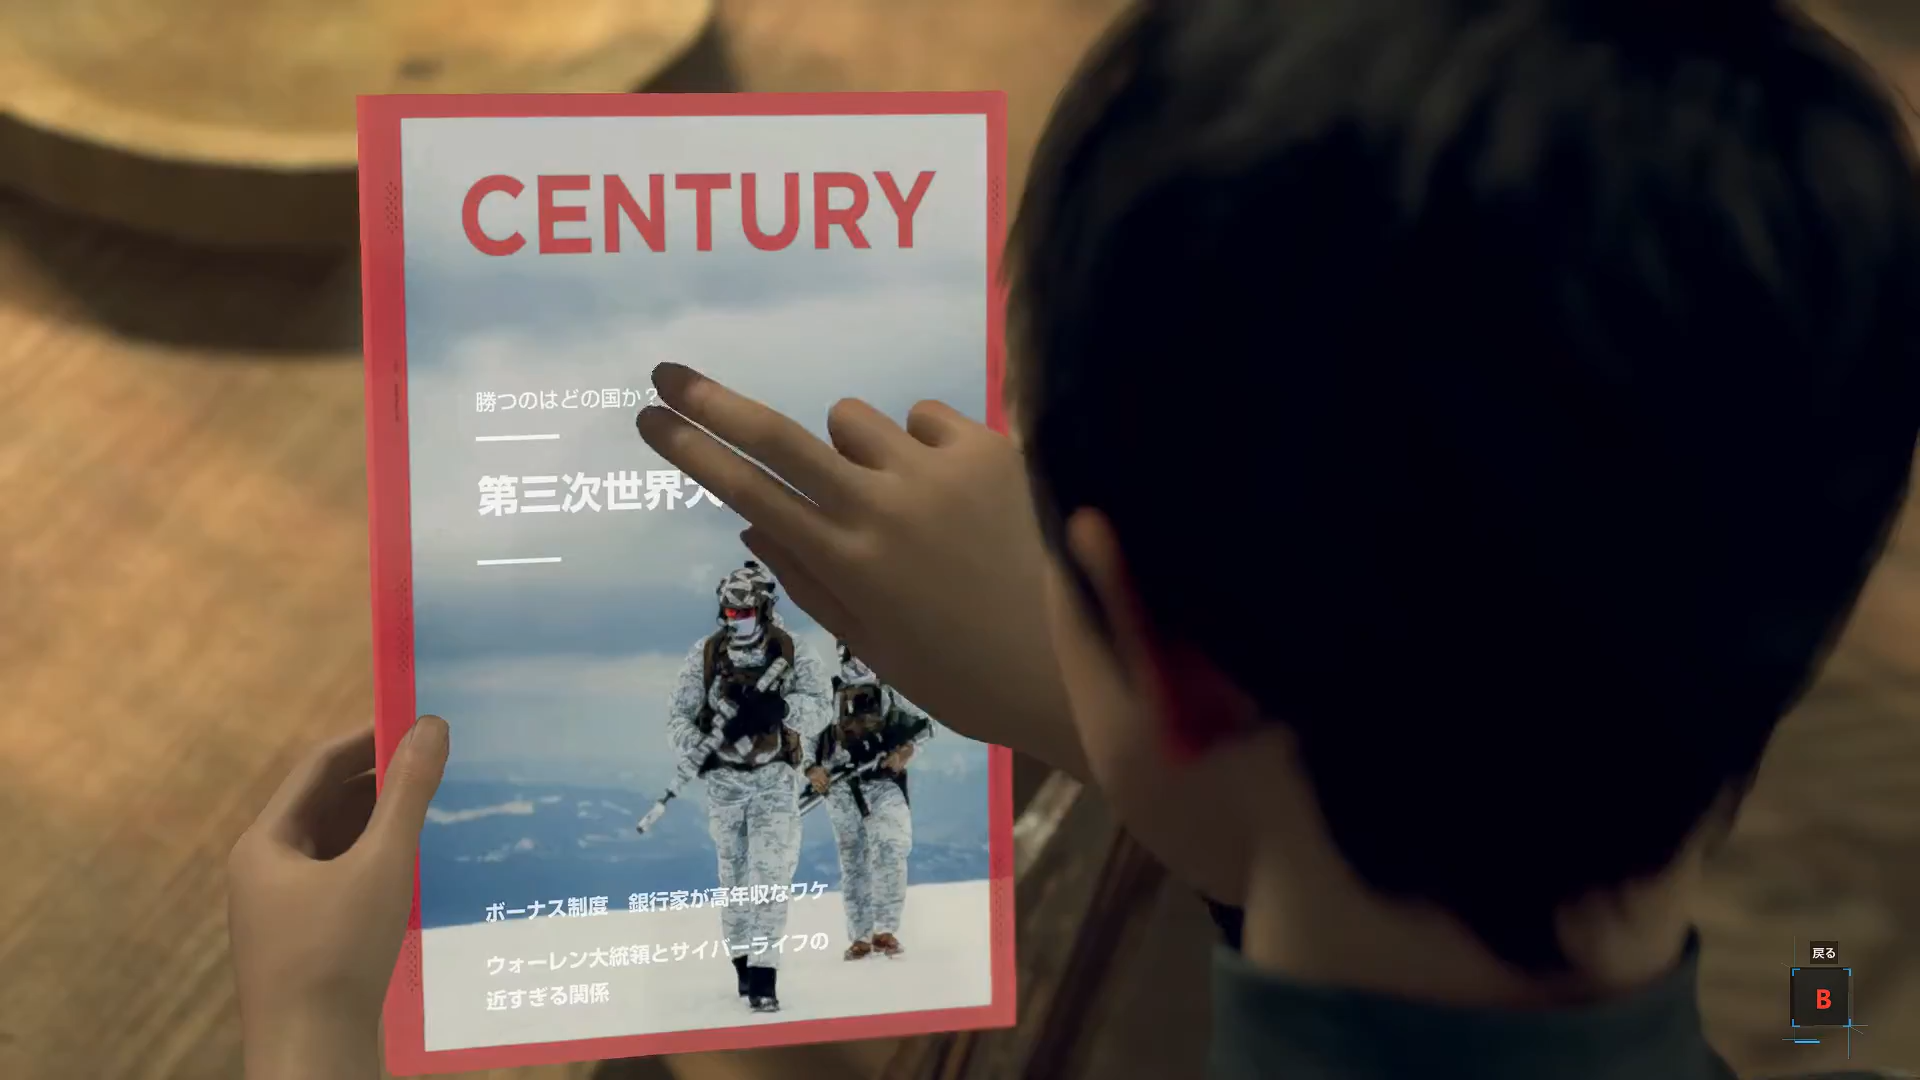 CENTURY
勝つのはどの国か？
第三次世界大
ボーナス制度　銀行家が高年収なワケ
ウォーレン大統領とサイバーライフの
近すぎる関係
戻る
B